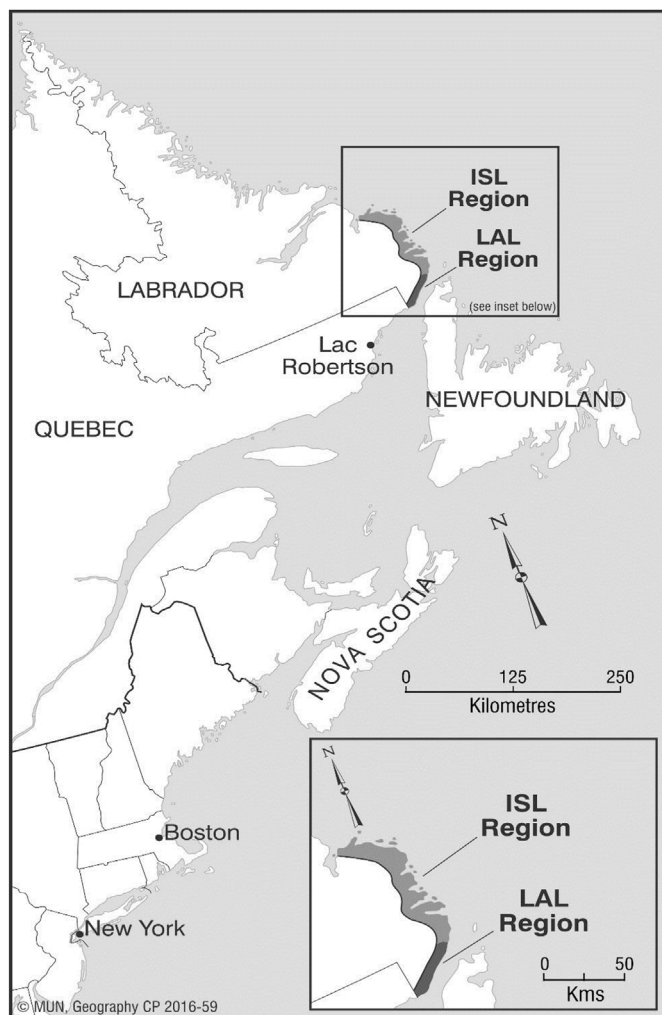 ISL
Region
LAL
Region
(see inset below)
LABRADOR
Lac
Robertson
NEWFOUNDLAND
QUEBEC
N
NOVA SCOTIA
0 125 250
Kilometres
N
ISL
Region
Boston
LAL
Region
New York
0 50
Kms
© MUN, Geography CP 2016-59